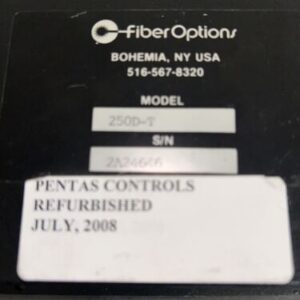 FiberOptions
BOHEMIA, NY USA
516-567-8320
MODEL
250D-T
S/N
PENTAS CONTROLS
REFURBISHED
JULY, 2008